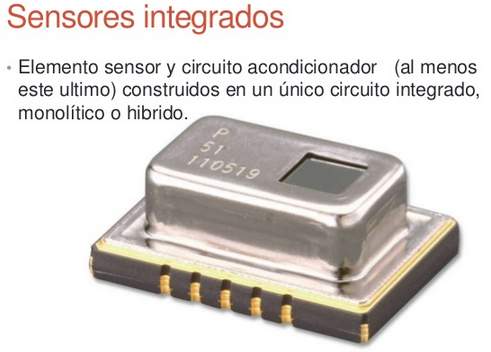 Sensores integrados
• Elemento sensor y circuito acondicionador (al menos
este ultimo) construidos en un único circuito integrado,
monolítico o hibrido.
P
51
110519